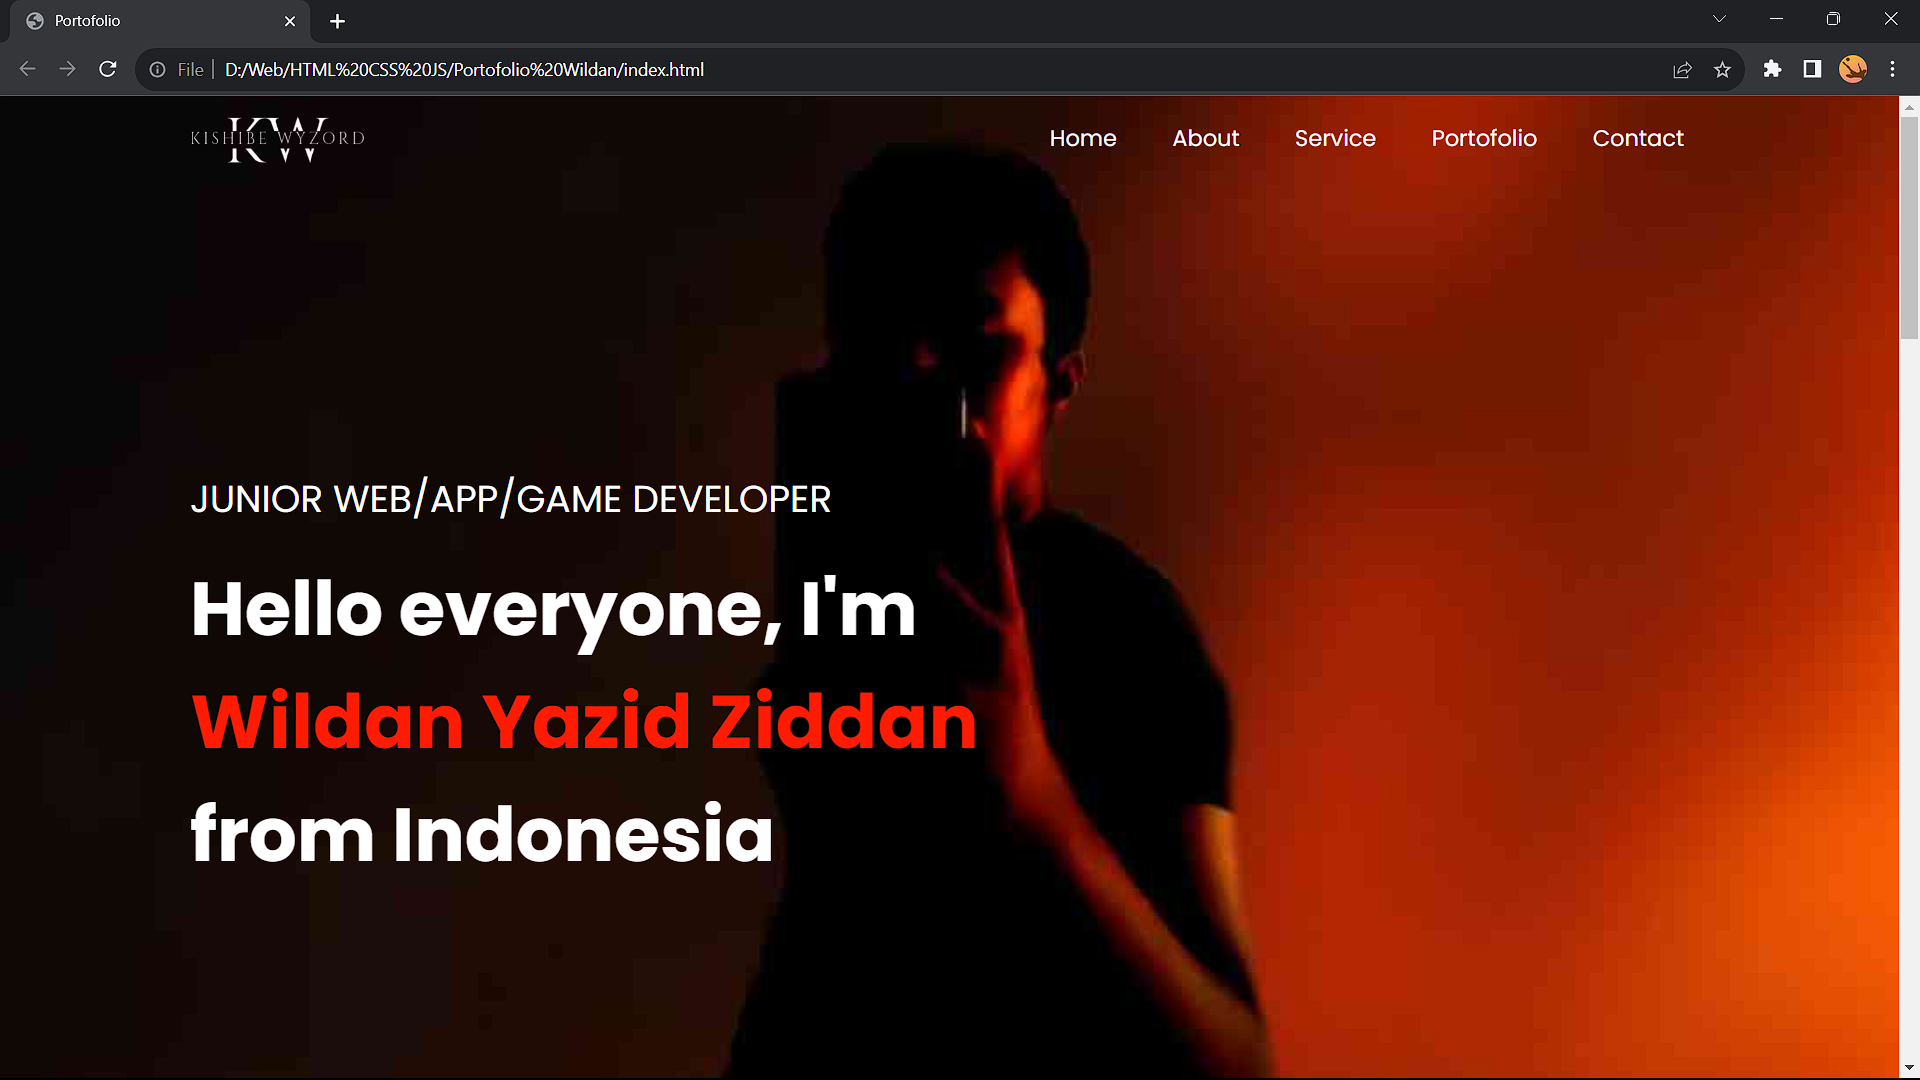 Portofolio
File
D:/Web/HTML%20CSS%20JS/Portofolio%20Wildan/index.html
KW
KISHIBE WYZORD
Home About Service Portofolio Contact
JUNIOR WEB/APP/GAME DEVELOPER
Hello everyone, I'm
Wildan Yazid Ziddan
from Indonesia